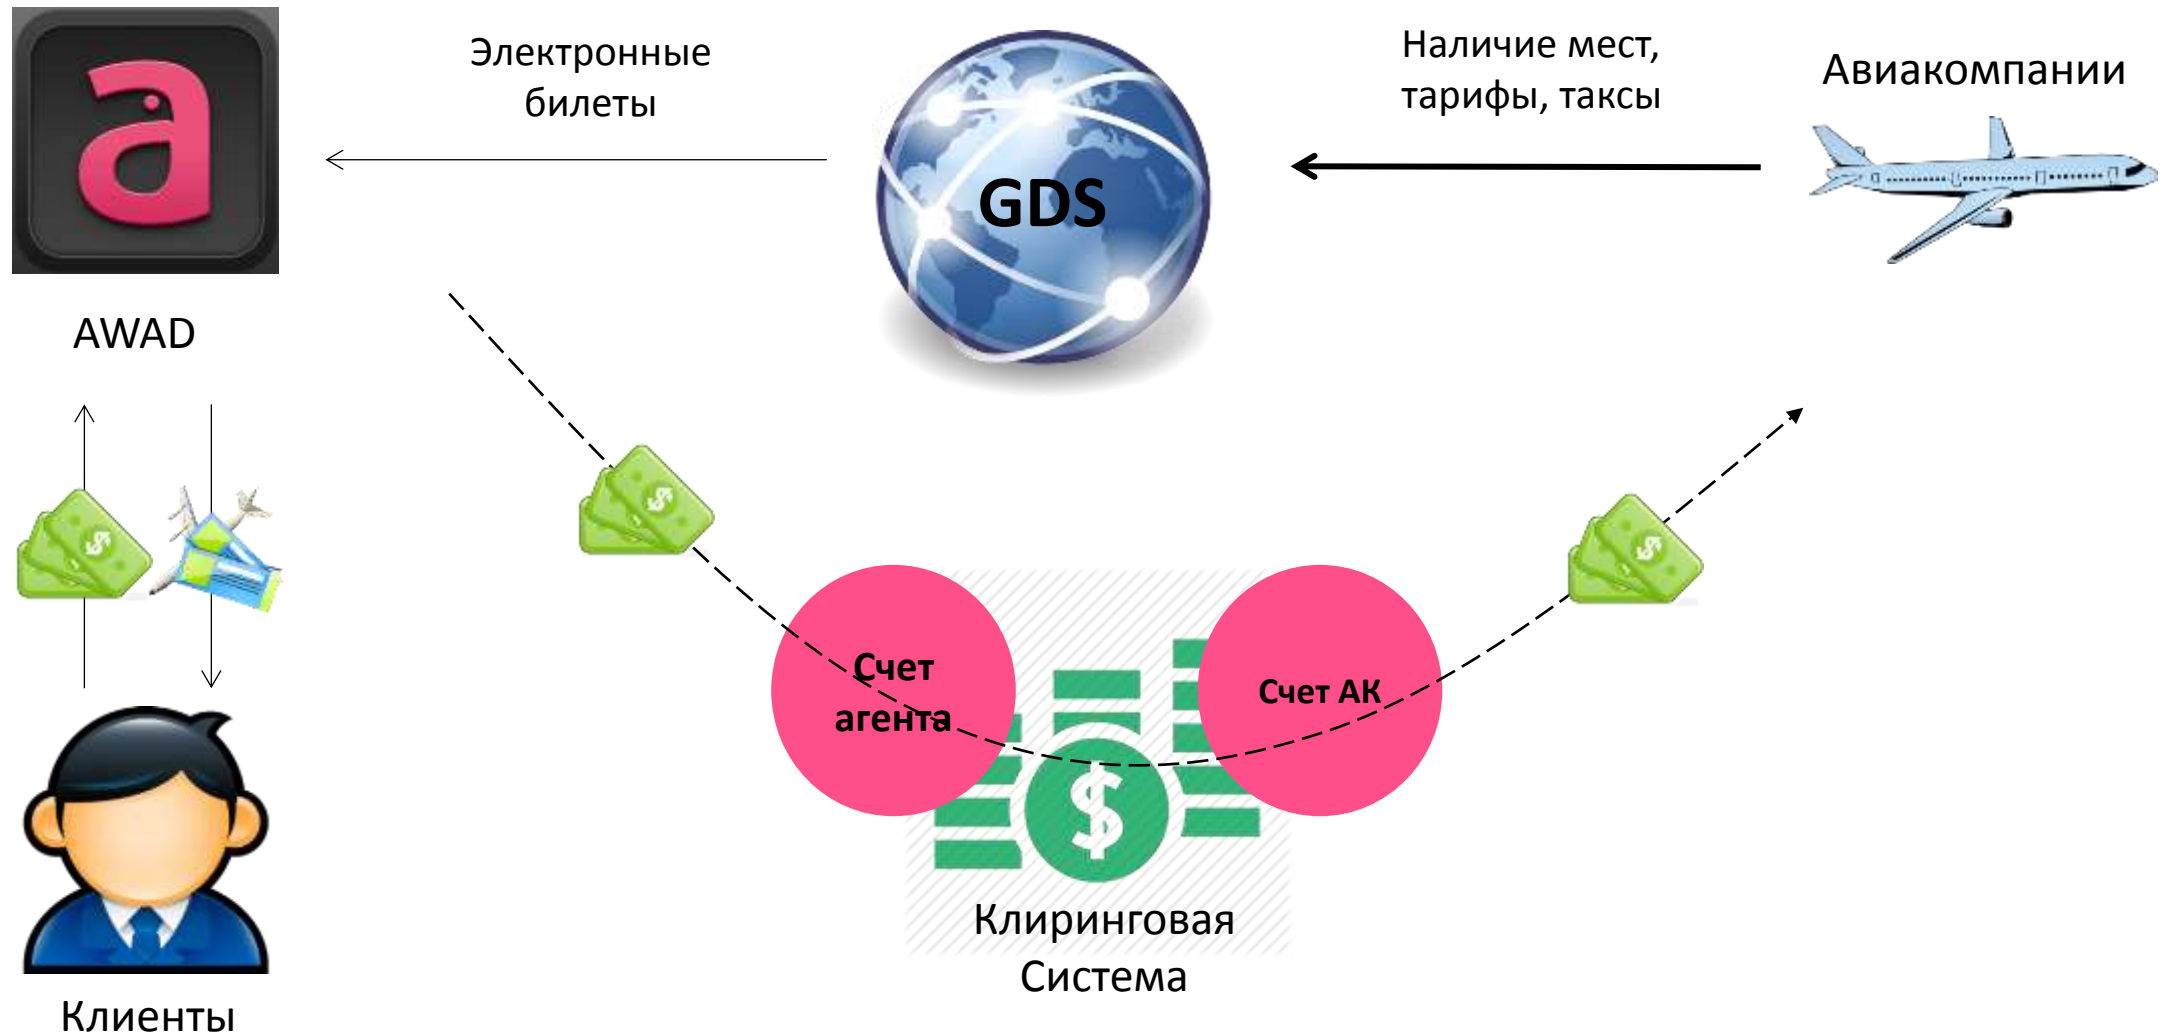 Электронные
билеты
Наличие мест,
тарифы, таксы
Авиакомпании
a
GDS
AWAD
$
$
$
Счет
агента
Счет АК
$
Клиринговая
Система
Клиенты